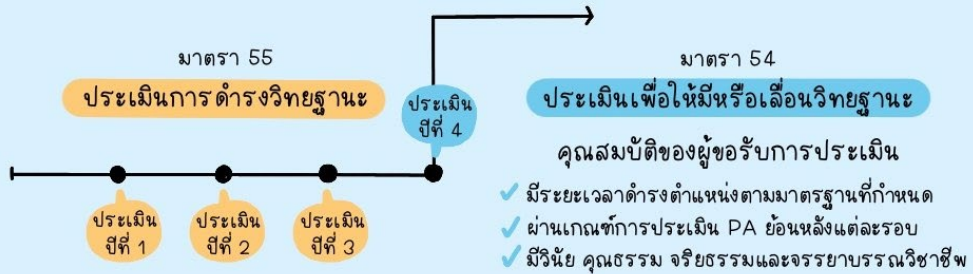 มาตรา 55
ประเมินการดำรงวิทยฐานะ
ประเมิน
ปีที่ 1
ประเมิน
ปีที่ 2
ประเมิน
ปีที่ 3
ประเมิน
ปีที่ 4
มาตรา 54
ประเมินเพื่อให้มีหรือเลื่อนวิทยฐานะ
คุณสมบัติของผู้ขอรับการประเมิน
มีระยะเวลาดำรงตำแหน่งตามมาตรฐานที่กำหนด
ผ่านเกณฑ์การประเมิน PA ย้อนหลังแต่ละรอบ
มีวินัย คุณธรรม จริยธรรมและจรรยาบรรณวิชาชีพ